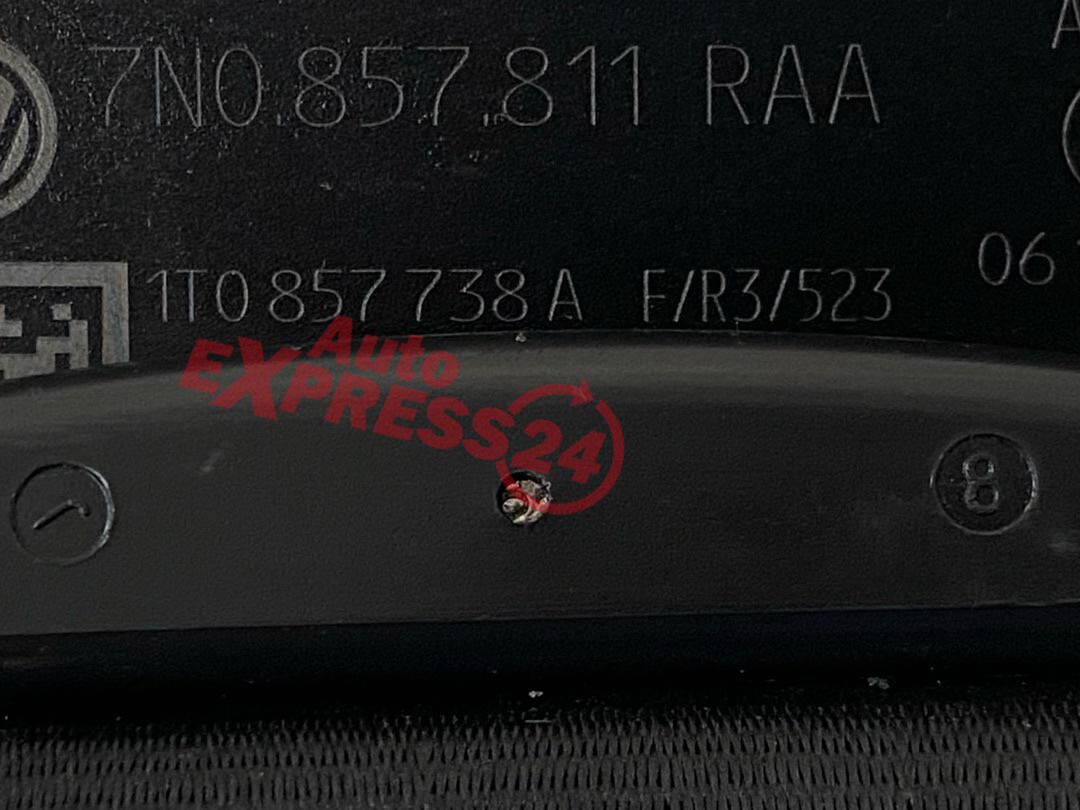 A
7N0.857.811 RAA
06
1T0 857 738 A F/R3/523
Auto
EXPRESS24
8